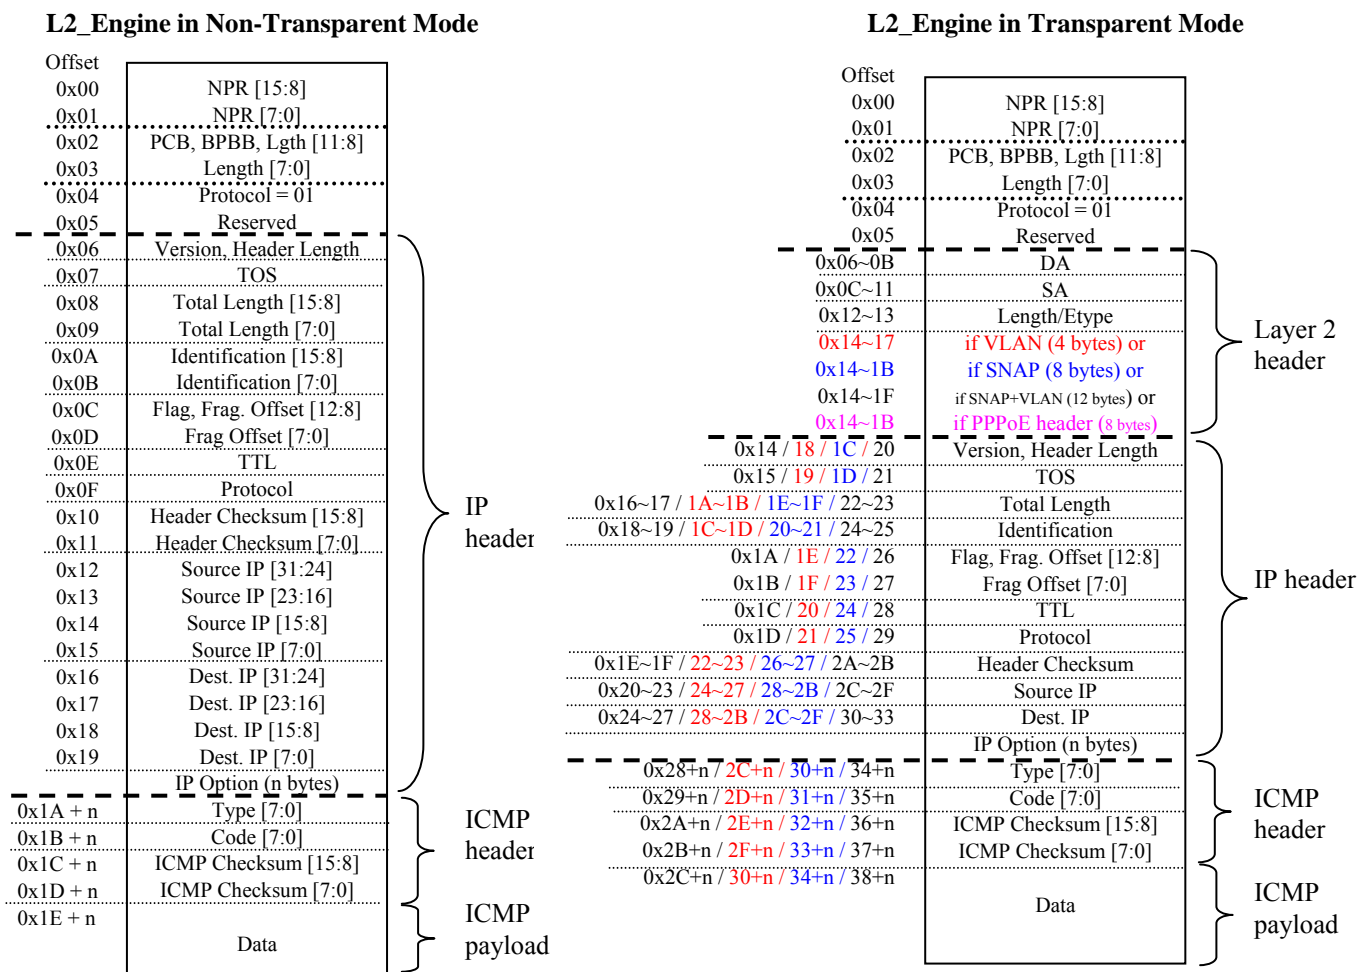 L2_Engine in Non-Transparent Mode
Offset
0x00 NPR [15:8]
0x01 NPR [7:0]
0x02 PCB, BPBB, Lgth [11:8]
0x03 Length [7:0]
0x04 Protocol = 01
0x05 Reserved
0x06 Version, Header Length
0x07 TOS
0x08 Total Length [15:8]
0x09 Total Length [7:0]
0x0A Identification [15:8]
0x0B Identification [7:0]
0x0C Flag, Frag. Offset [12:8]
0x0D Frag Offset [7:0]
0x0E TTL
0x0F Protocol
0x10 Header Checksum [15:8]
0x11 Header Checksum [7:0]
0x12 Source IP [31:24]
0x13 Source IP [23:16]
0x14 Source IP [15:8]
0x15 Source IP [7:0]
0x16 Dest. IP [31:24]
0x17 Dest. IP [23:16]
0x18 Dest. IP [15:8]
0x19 Dest. IP [7:0]
IP Option (n bytes)
IP
header
0x1A + n Type [7:0]
0x1B + n Code [7:0]
0x1C + n ICMP Checksum [15:8]
0x1D + n ICMP Checksum [7:0]
ICMP
header
0x1E + n
Data
ICMP
payload
L2_Engine in Transparent Mode
Offset
0x00 NPR [15:8]
0x01 NPR [7:0]
0x02 PCB, BPBB, Lgth [11:8]
0x03 Length [7:0]
0x04 Protocol = 01
0x05 Reserved
0x06~0B DA
0x0C~11 SA
0x12~13 Length/Etype
0x14~17 if VLAN (4 bytes) or
0x14~1B if SNAP (8 bytes) or
0x14~1F if SNAP+VLAN (12 bytes) or
0x14~1B if PPPoE header (8 bytes)
Layer 2
header
0x14 / 18 / 1C / 20 Version, Header Length
0x15 / 19 / 1D / 21 TOS
0x16~17 / 1A~1B / 1E~1F / 22~23 Total Length
0x18~19 / 1C~1D / 20~21 / 24~25 Identification
0x1A / 1E / 22 / 26 Flag, Frag. Offset [12:8]
0x1B / 1F / 23 / 27 Frag Offset [7:0]
0x1C / 20 / 24 / 28 TTL
0x1D / 21 / 25 / 29 Protocol
0x1E~1F / 22~23 / 26~27 / 2A~2B Header Checksum
0x20~23 / 24~27 / 28~2B / 2C~2F Source IP
0x24~27 / 28~2B / 2C~2F / 30~33 Dest. IP
IP Option (n bytes)
IP header
0x28+n / 2C+n / 30+n / 34+n Type [7:0]
0x29+n / 2D+n / 31+n / 35+n Code [7:0]
0x2A+n / 2E+n / 32+n / 36+n ICMP Checksum [15:8]
0x2B+n / 2F+n / 33+n / 37+n ICMP Checksum [7:0]
ICMP
header
0x2C+n / 30+n / 34+n / 38+n
Data
ICMP
payload